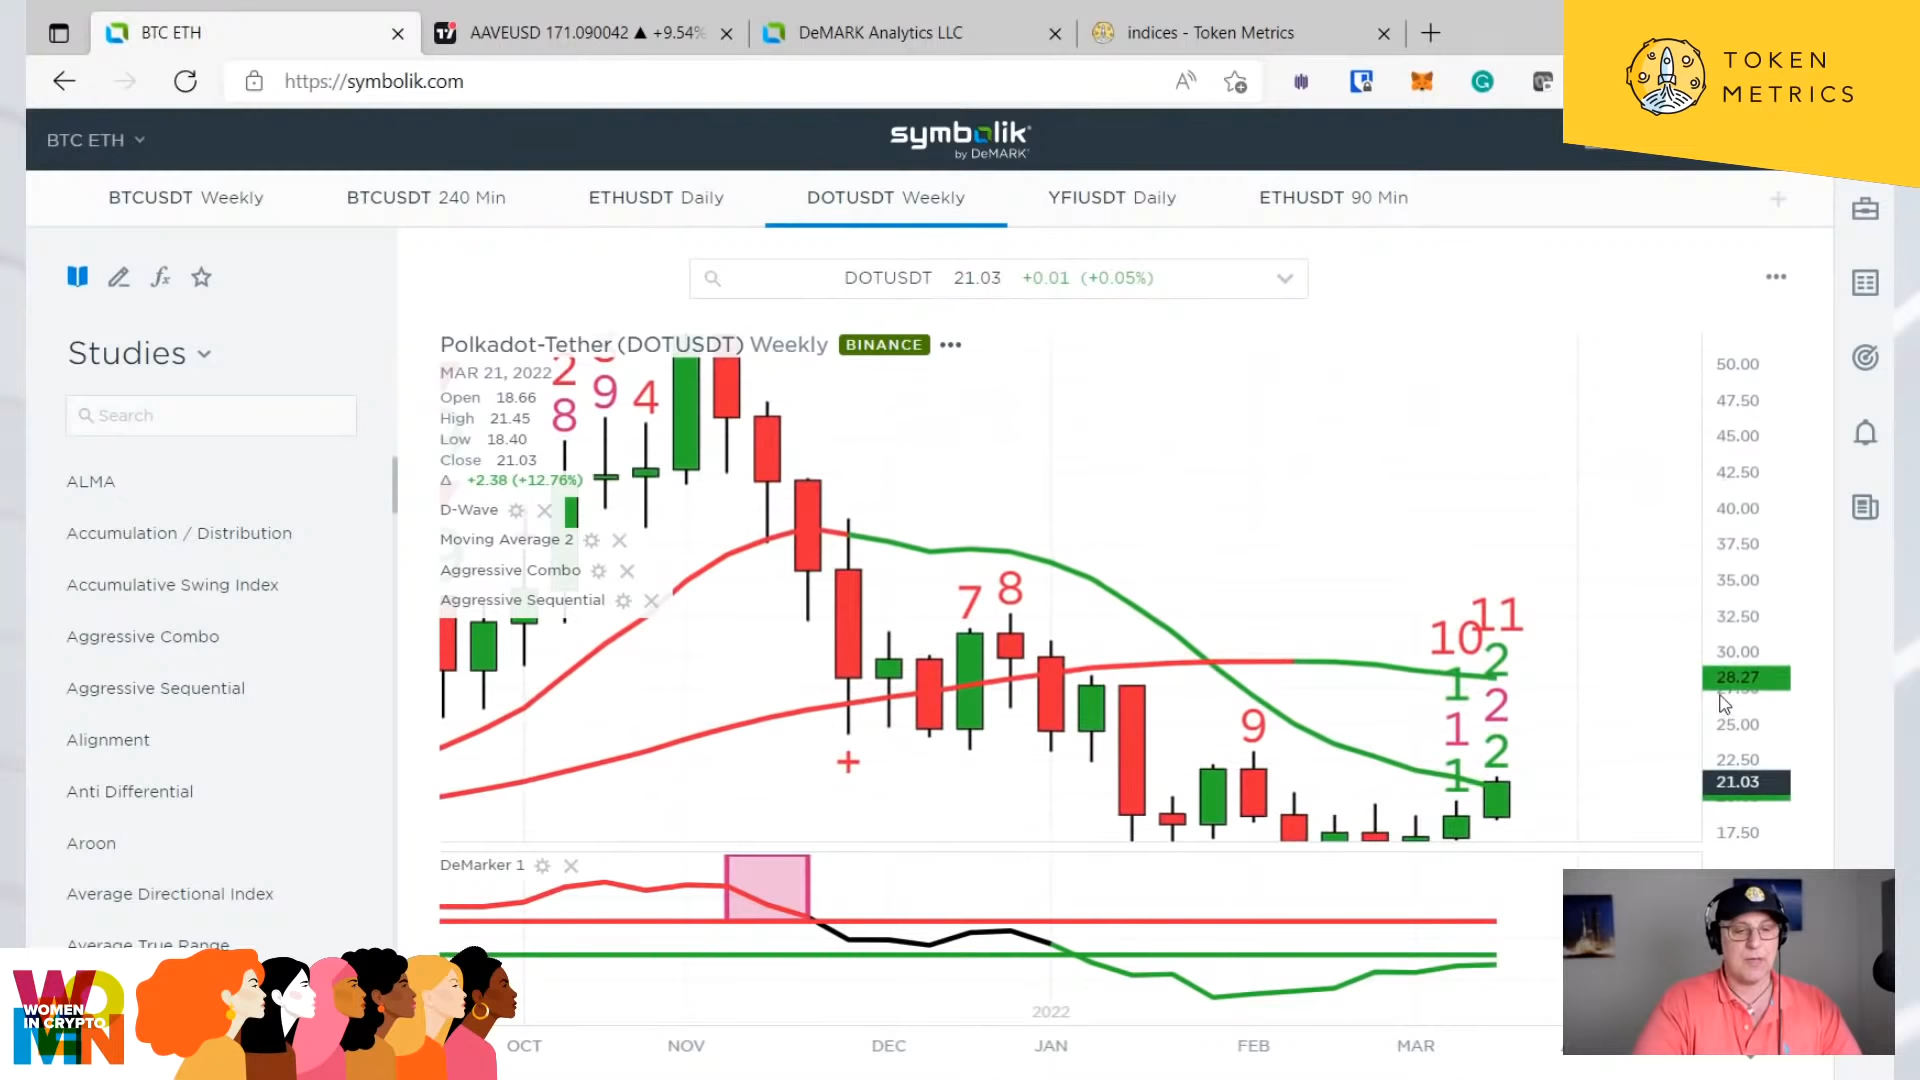 BTC ETH
AAVEUSD 171.090042 ▲ +9.54%
DeMARK Analytics LLC
indices - Token Metrics
https://symbolik.com
TOKEN
METRICS
BTC ETH
symbolik
by DeMARK
BTCUSDT Weekly
BTCUSDT 240 Min
ETHUSDT Daily
DOTUSDT Weekly
YFIUSDT Daily
ETHUSDT 90 Min
DOTUSDT 21.03 +0.01 (+0.05%)
Studies
Search
ALMA
Accumulation / Distribution
Accumulative Swing Index
Aggressive Combo
Aggressive Sequential
Alignment
Anti Differential
Aroon
Average Directional Index
Average True Range
Polkadot-Tether (DOTUSDT) Weekly BINANCE
MAR 21, 2022
Open 18.66
High 21.45
Low 18.40
Close 21.03
Δ +2.38 (+12.76%)
D-Wave
Moving Average 2
Aggressive Combo
Aggressive Sequential
2
8
9
4
7
8
+
9
10
11
1
2
1
2
1
2
50.00
47.50
45.00
42.50
40.00
37.50
35.00
32.50
30.00
28.27
25.00
22.50
21.03
17.50
DeMarker 1
2022
OCT
NOV
DEC
JAN
FEB
MAR
WOMEN
WOMEN
IN CRYPTO